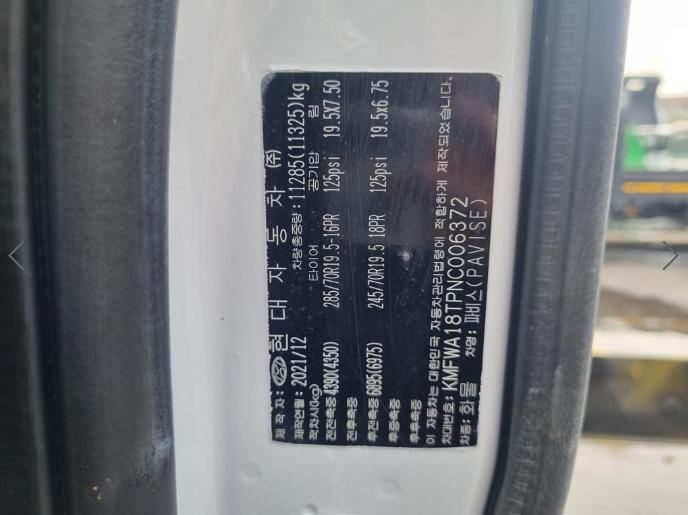 제 작 자: 현 대 자 동 차 (주)
제작연월: 2021/12 차량총중량: 11285(11325)kg
적차시(kg) 타이어 공기압 림
전전축중 4390(4350) 285/70R19.5-16PR 125psi 19.5X7.50
전후축중
후전축중 6895(6975) 245/70R19.5 18PR 125psi 19.5x6.75
후중축중
후후축중
이 자동차는 대한민국 자동차관리법령에 적합하게 제작되었습니다.
차대번호: KMFWA18TPNC006372
차종: 화물 차명: 파비스(PAVISE)